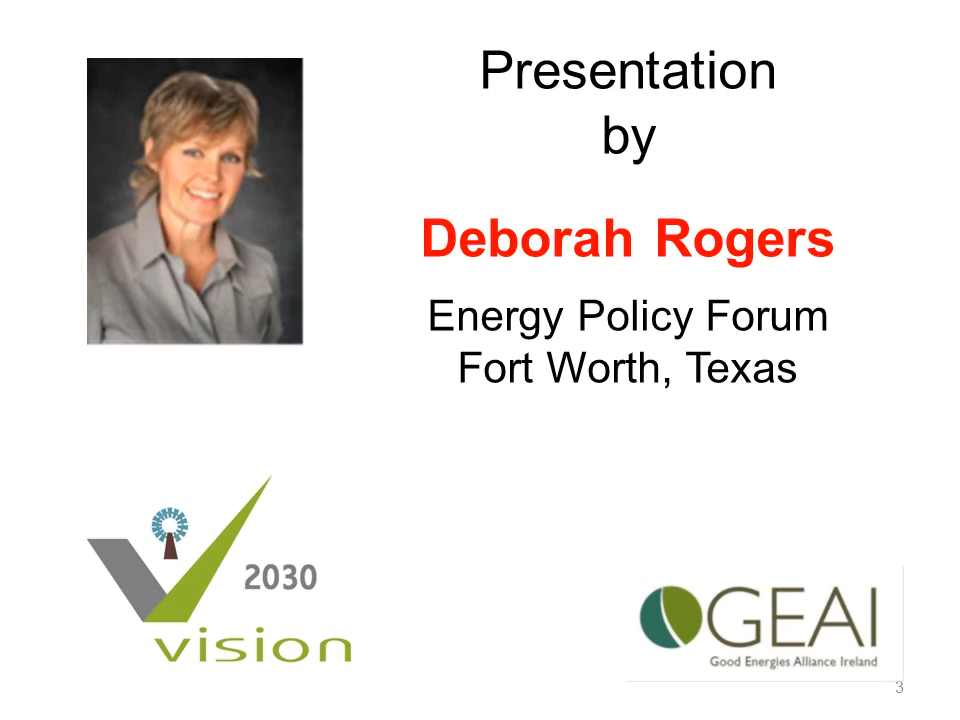 Presentation
by
Deborah Rogers
Energy Policy Forum
Fort Worth, Texas
2030
vision
GEAI
Good Energies Alliance Ireland
3